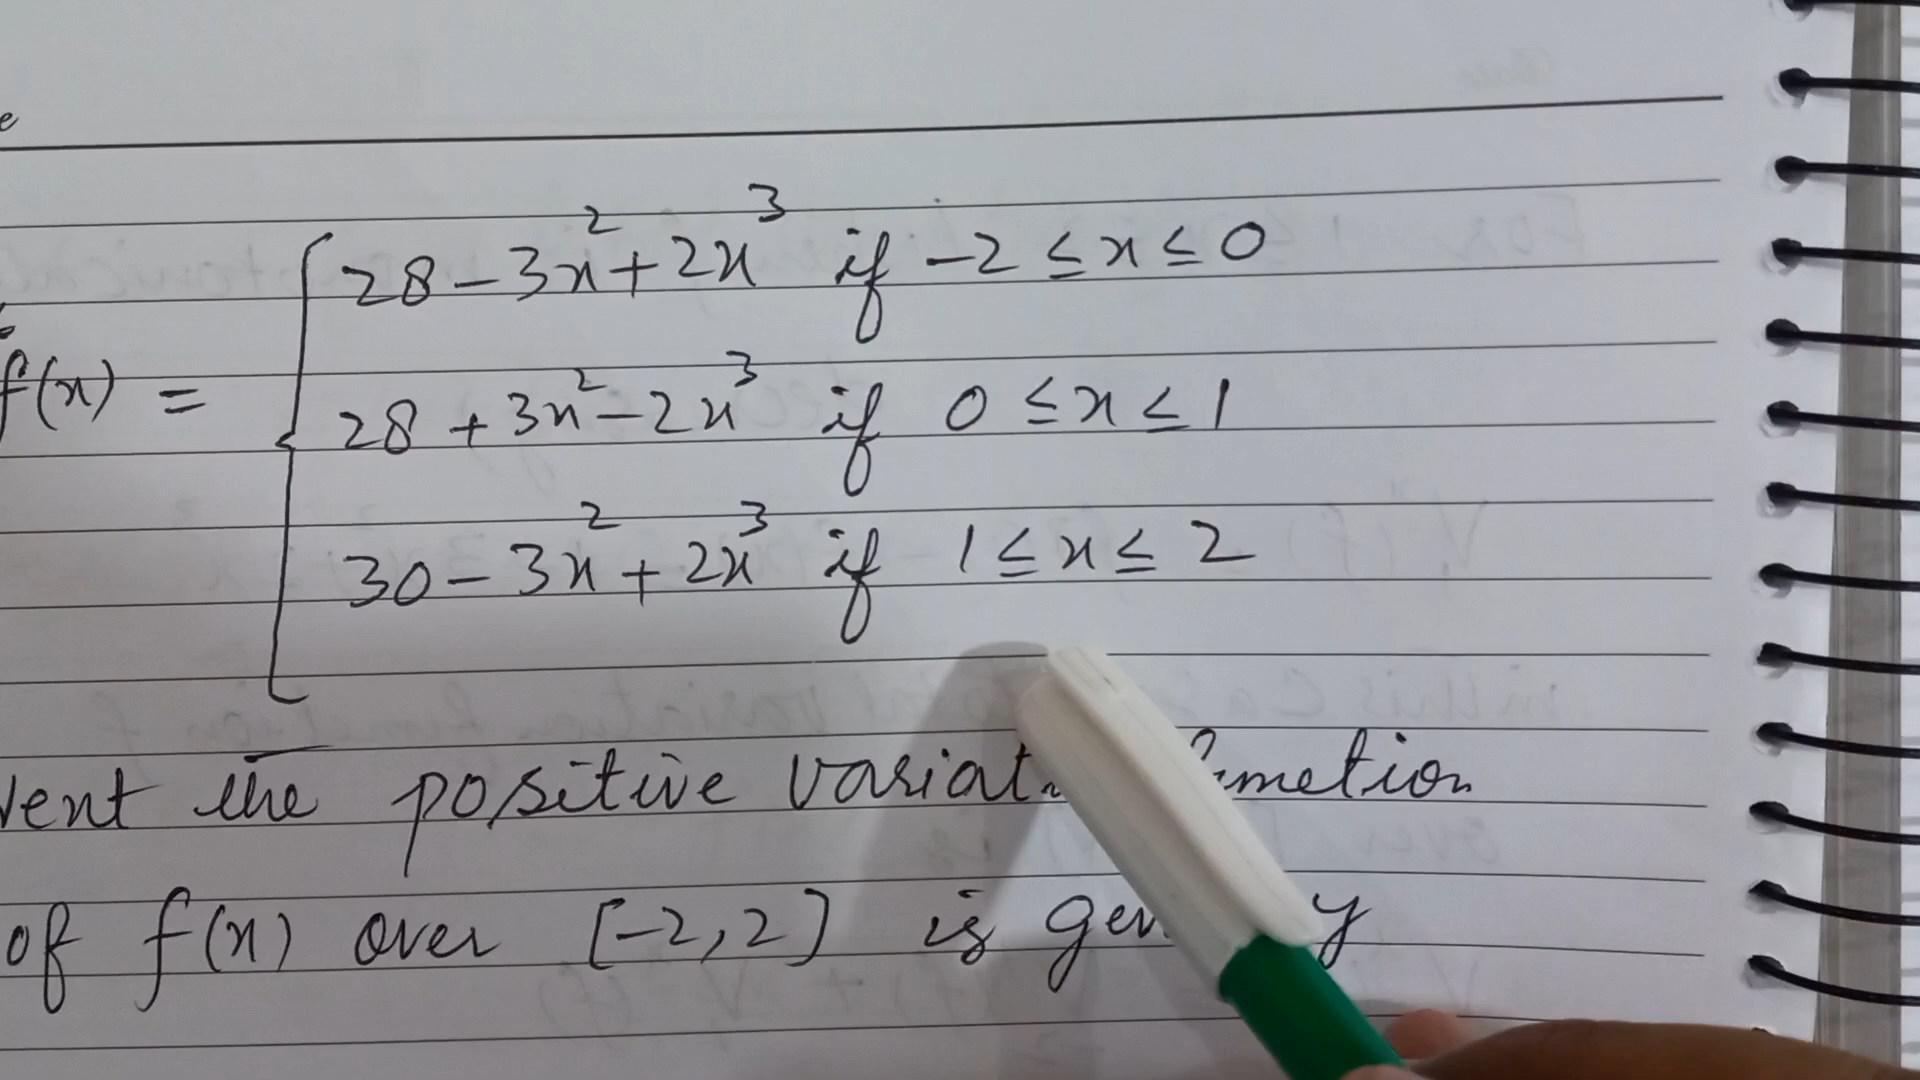 28 - 3x² + 2x³ if -2 ≤ x ≤ 0
f(x) =
28 + 3x² - 2x³ if 0 ≤ x ≤ 1
30 - 3x² + 2x³ if 1 ≤ x ≤ 2
the positive
of f(x) over [-2, 2] is